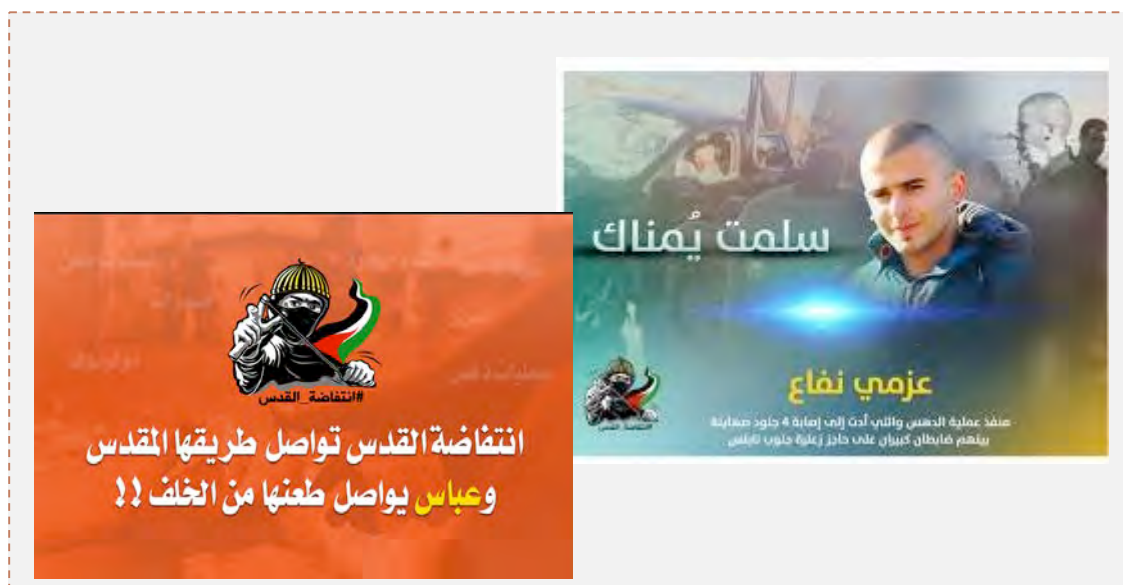 سلمت يُمناك
عزمي نفاع
منفذ عملية الدهس والتي أدت إلى إصابة 4 جنود صهاينة
بينهم ضابطان كبيران على حاجز زعترة جنوب نابلس
#انتفاضة_القدس
انتفاضة القدس تواصل طريقها المقدس
وعباس يواصل طعنها من الخلف !!